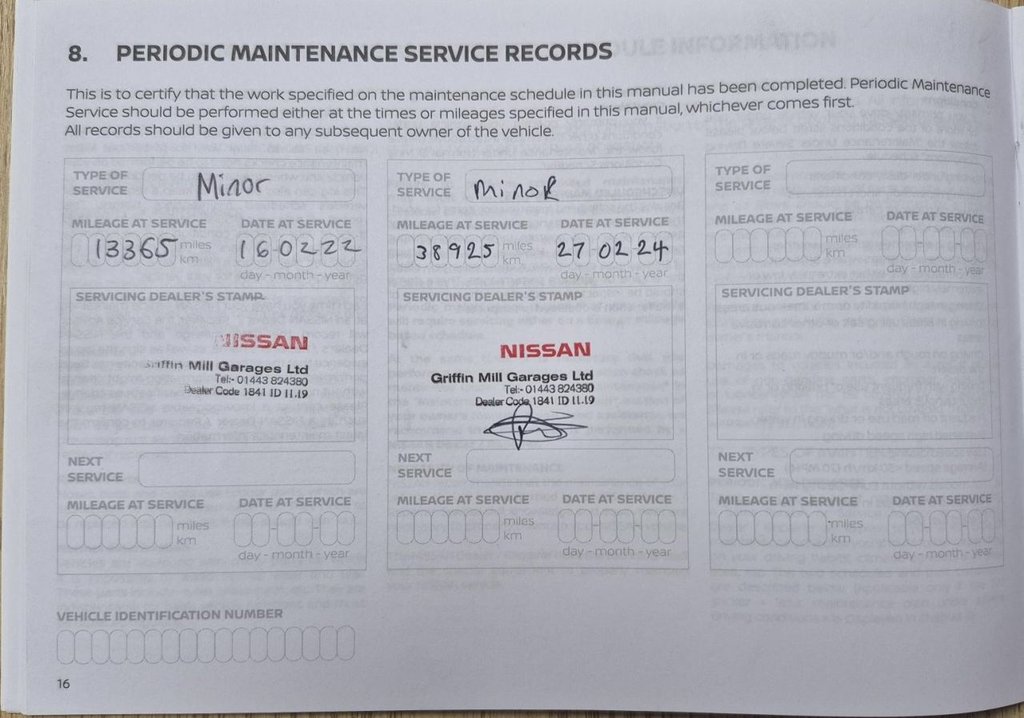 8. PERIODIC MAINTENANCE SERVICE RECORDS
This is to certify that the work specified on the maintenance schedule in this manual has been completed. Periodic Maintenance
Service should be performed either at the times or mileages specified in this manual, whichever comes first.
All records should be given to any subsequent owner of the vehicle.
TYPE OF
SERVICE
Minor
MILEAGE AT SERVICE
DATE AT SERVICE
13365 miles
km
16 02 22
day - month - year
SERVICING DEALER'S STAMP
NISSAN
Griffin Mill Garages Ltd
Tel:- 01443 824380
Dealer Code 1841 ID 11.19
NEXT
SERVICE
MILEAGE AT SERVICE
DATE AT SERVICE
miles
km
day - month - year
TYPE OF
SERVICE
Minor
MILEAGE AT SERVICE
DATE AT SERVICE
38925 miles
km
27-02-24
day - month - year
SERVICING DEALER'S STAMP
NISSAN
Griffin Mill Garages Ltd
Tel:- 01443 824380
Dealer Code 1841 ID 11.19
NEXT
SERVICE
MILEAGE AT SERVICE
DATE AT SERVICE
miles
km
day - month - year
TYPE OF
SERVICE
MILEAGE AT SERVICE
DATE AT SERVICE
miles
km
day - month - year
SERVICING DEALER'S STAMP
NEXT
SERVICE
MILEAGE AT SERVICE
DATE AT SERVICE
miles
km
day - month - year
VEHICLE IDENTIFICATION NUMBER
16